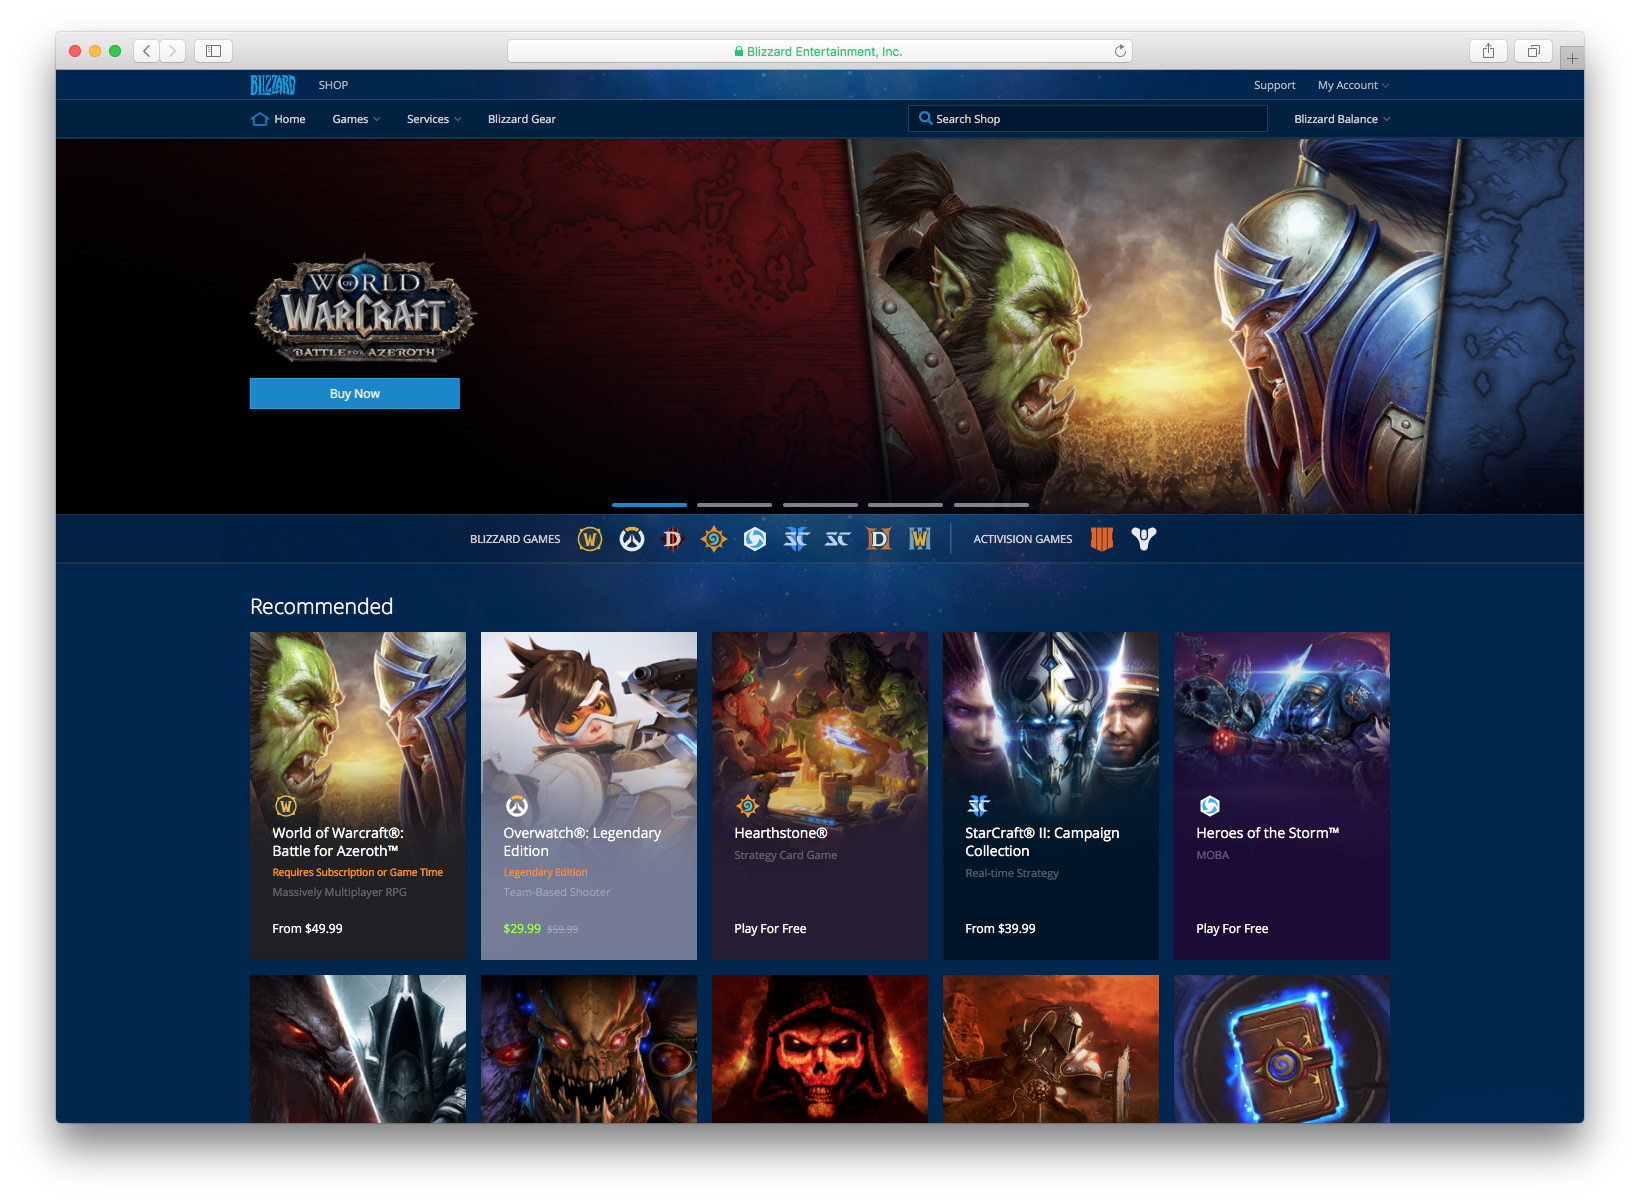 Blizzard Entertainment, Inc.
BLIZZARD SHOP Support My Account
Home Games Services Blizzard Gear Search Shop Blizzard Balance
WORLD
OF
WARCRAFT
BATTLE FOR AZEROTH
Buy Now
BLIZZARD GAMES ACTIVISION GAMES
Recommended
World of Warcraft®:
Battle for Azeroth™
Requires Subscription or Game Time
Massively Multiplayer RPG
From $49.99
Overwatch®: Legendary
Edition
Legendary Edition
Team-Based Shooter
$29.99 $59.99
Hearthstone®
Strategy Card Game
Play For Free
StarCraft® II: Campaign
Collection
Real-time Strategy
From $39.99
Heroes of the Storm™
MOBA
Play For Free